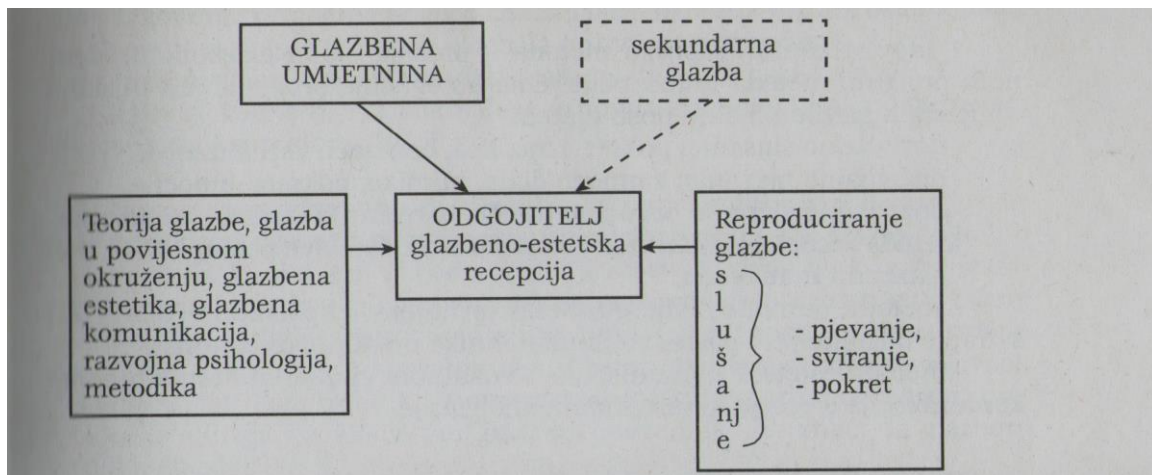 GLAZBENA
UMJETNINA
sekundarna
glazba
Teorija glazbe, glazba
u povijesnom
okruženju, glazbena
estetika, glazbena
komunikacija,
razvojna psihologija,
metodika
ODGOJITELJ
glazbeno-estetska
recepcija
Reproduciranje
glazbe:
s
l
u
š - pjevanje,
- sviranje,
a - pokret
nj
e